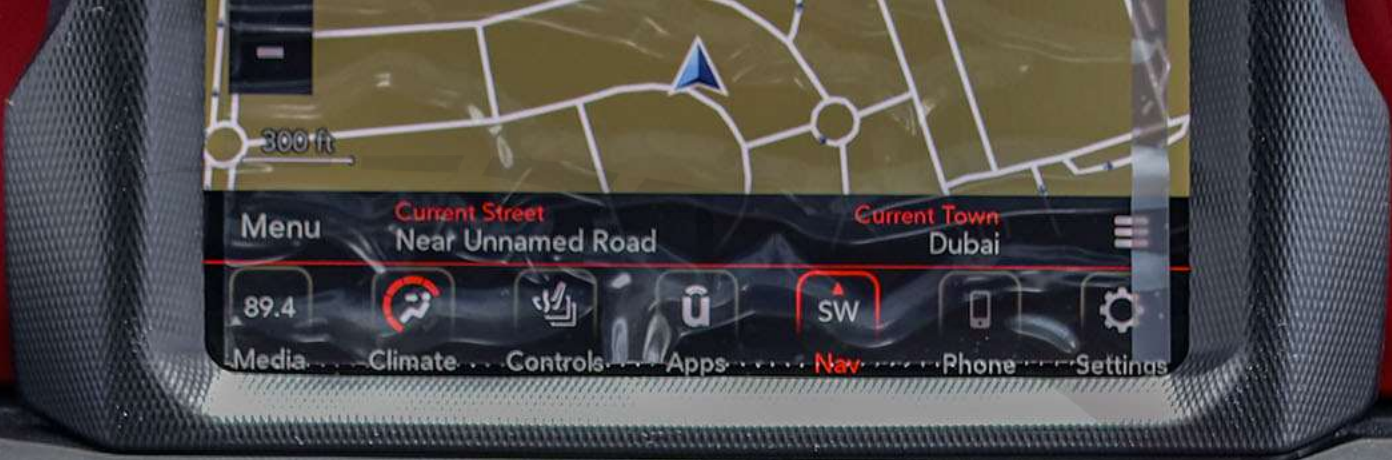 300 ft
Menu
Current Street
Near Unnamed Road
Current Town
Dubai
89.4
SW
Media
Climate
Controls
Apps
Nav
Phone
Settings